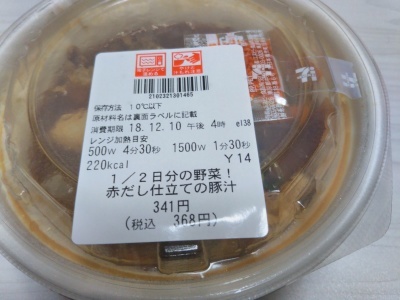 2102321301405
保存方法 10℃以下
原材料名は裏面ラベルに記載
消費期限 18.12.10 午後 4時 el38
レンジ加熱目安
500W 4分30秒 1500W 1分30秒
220kcal Y14
1/2日分の野菜!
赤だし仕立ての豚汁
341円
(税込 368円)